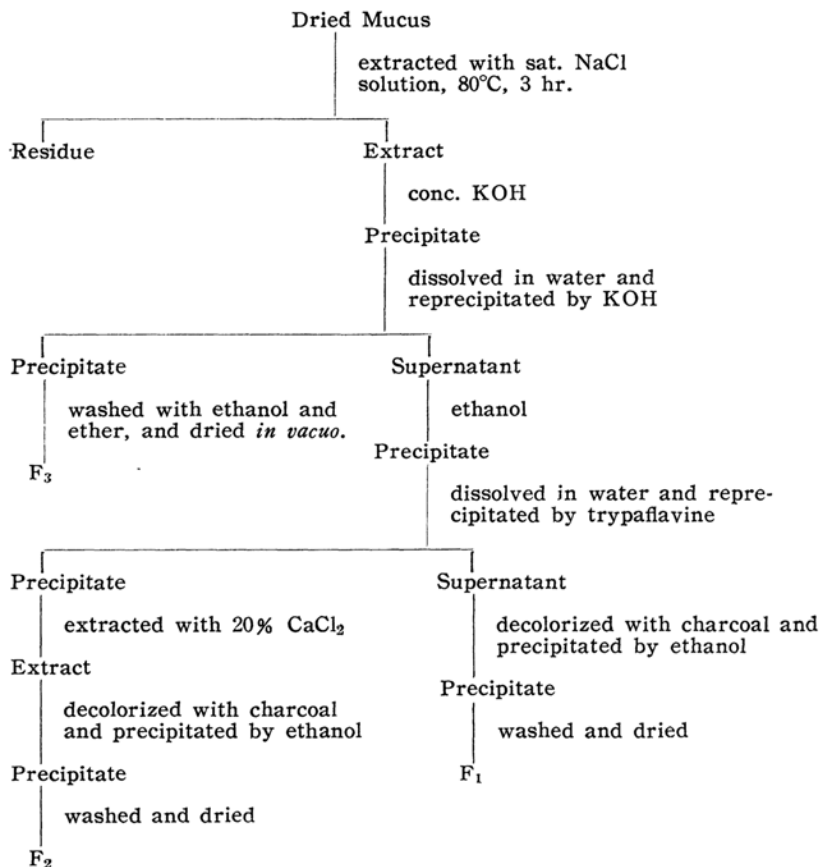 Dried Mucus
extracted with sat. NaCl
solution, 80°C, 3 hr.
Residue
Extract
conc. KOH
Precipitate
dissolved in water and
reprecipitated by KOH
Precipitate
Supernatant
washed with ethanol and
ether, and dried in vacuo.
ethanol
F₃
Precipitate
dissolved in water and repre-
cipitated by trypaflavine
Precipitate
Supernatant
extracted with 20% CaCl₂
decolorized with charcoal and
precipitated by ethanol
Extract
decolorized with charcoal
and precipitated by ethanol
Precipitate
washed and dried
Precipitate
F₁
washed and dried
F₂